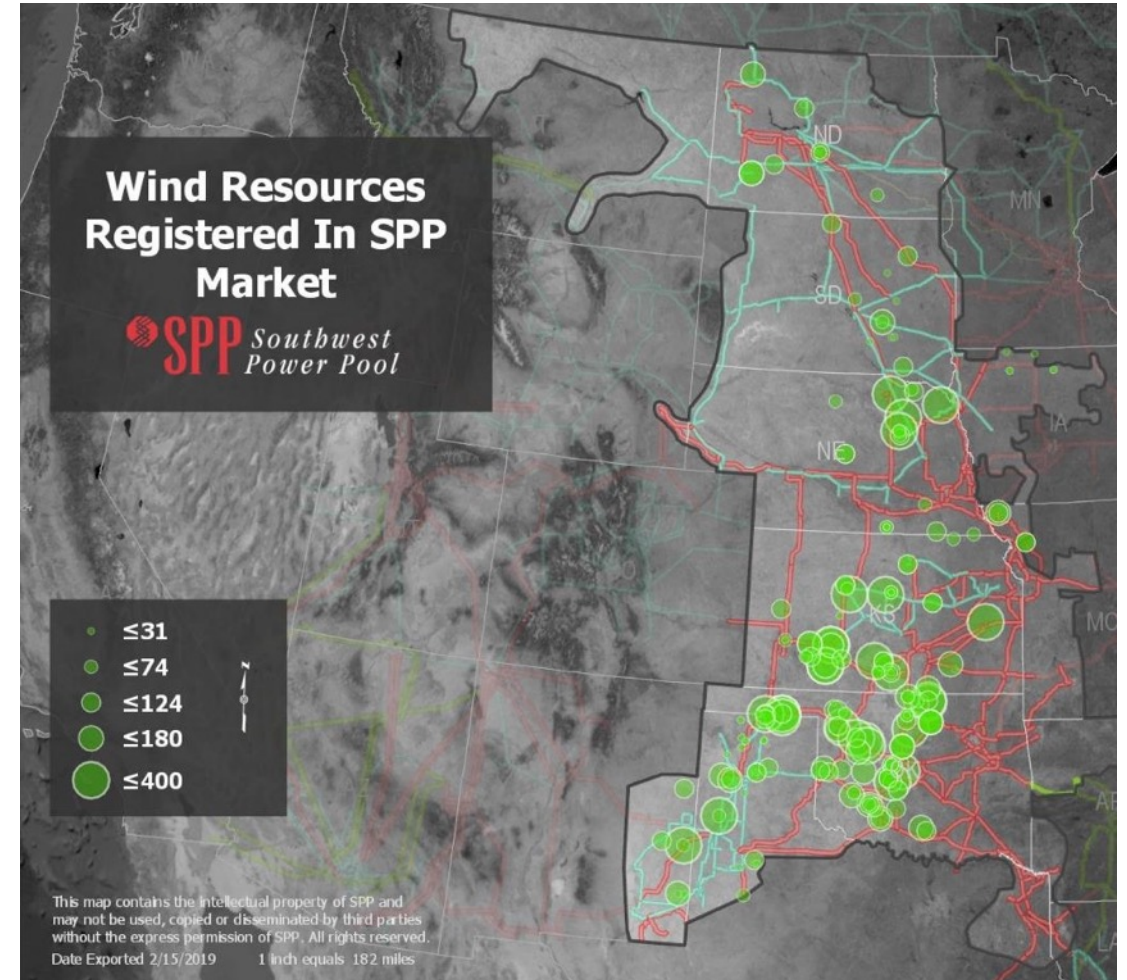 Wind Resources
Registered In SPP
Market
SPP Southwest
Power Pool
ND
MN
SD
IA
NE
KS
MO
≤31
≤74
≤124
≤180
≤400
N
AR
LA
This map contains the intellectual property of SPP and
may not be used, copied or disseminated by third parties
without the express permission of SPP. All rights reserved.
Date Exported 2/15/2019 1 inch equals 182 miles